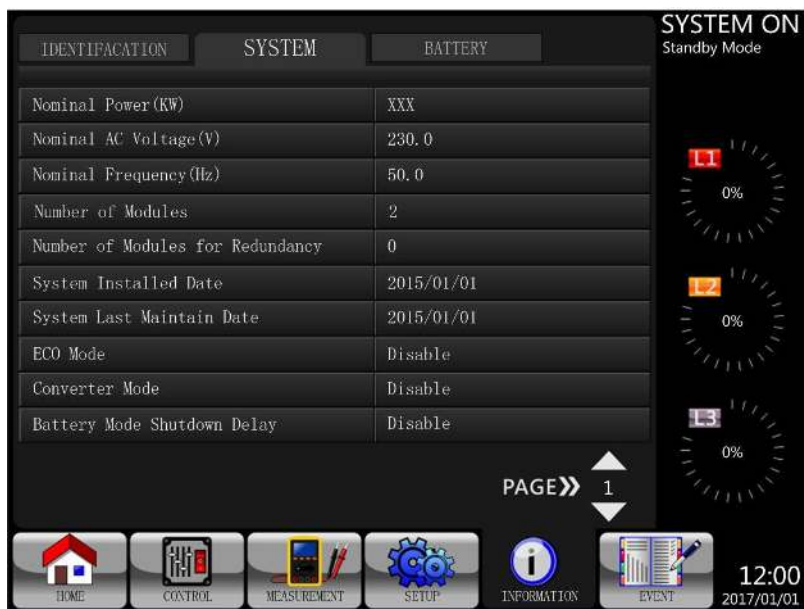 SYSTEM ON
Standby Mode
IDENTIFACATION SYSTEM BATTERY
Nominal Power(KW) XXX
Nominal AC Voltage(V) 230.0
Nominal Frequency(Hz) 50.0
Number of Modules 2
Number of Modules for Redundancy 0
System Installed Date 2015/01/01
System Last Maintain Date 2015/01/01
ECO Mode Disable
Converter Mode Disable
Battery Mode Shutdown Delay Disable
L1
0%
L2
0%
L3
0%
PAGE» 1
HOME CONTROL MEASUREMENT SETUP INFORMATION EVENT
12:00
2017/01/01